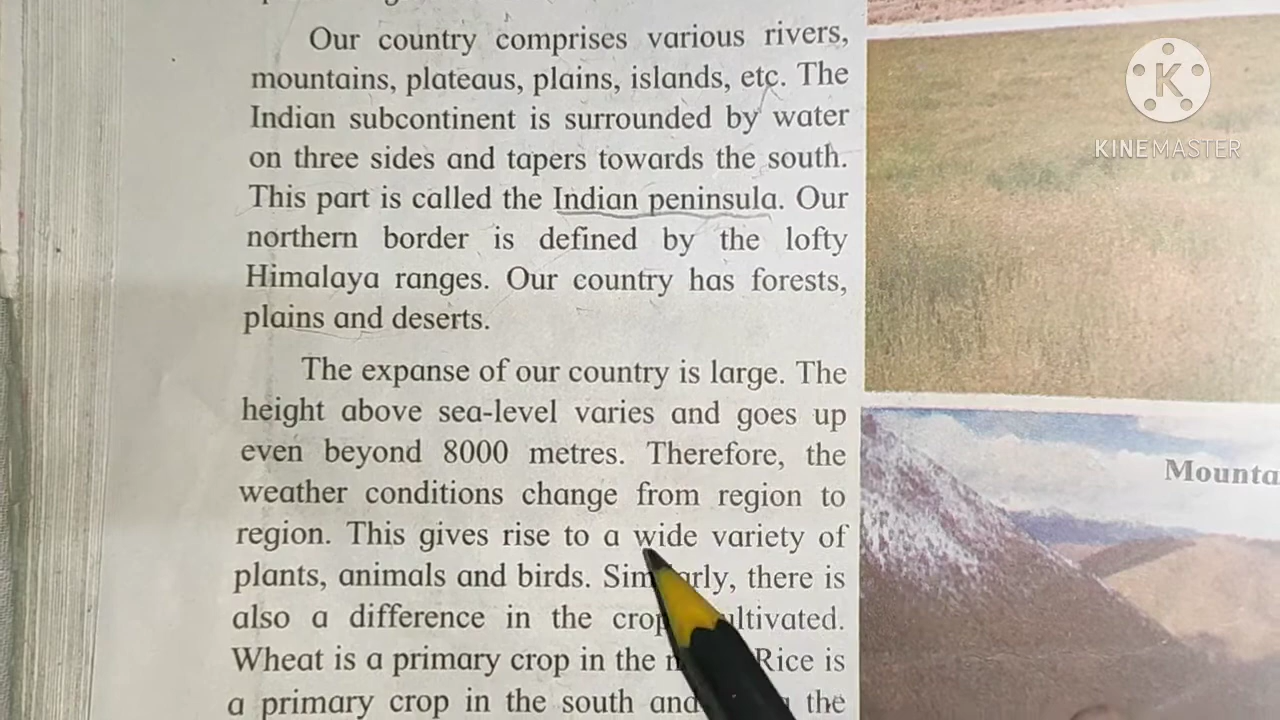 Our country comprises various rivers,
mountains, plateaus, plains, islands, etc. The
Indian subcontinent is surrounded by water
on three sides and tapers towards the south.
This part is called the Indian peninsula. Our
northern border is defined by the lofty
Himalaya ranges. Our country has forests,
plains and deserts.
The expanse of our country is large. The
height above sea-level varies and goes up
even beyond 8000 metres. Therefore, the
weather conditions change from region to
region. This gives rise to a wide variety of
plants, animals and birds. Similarly, there is
also a difference in the crops cultivated.
Wheat is a primary crop in the Rice is
a primary crop in the south and the
K
KINEMASTER
Mounta